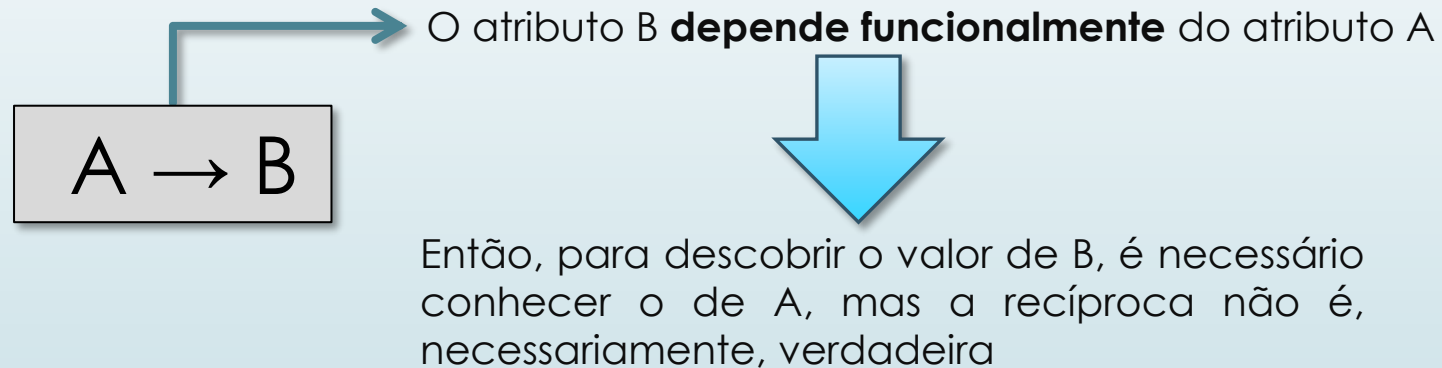 O atributo B depende funcionalmente do atributo A
A → B
Então, para descobrir o valor de B, é necessário
conhecer o de A, mas a recíproca não é,
necessariamente, verdadeira